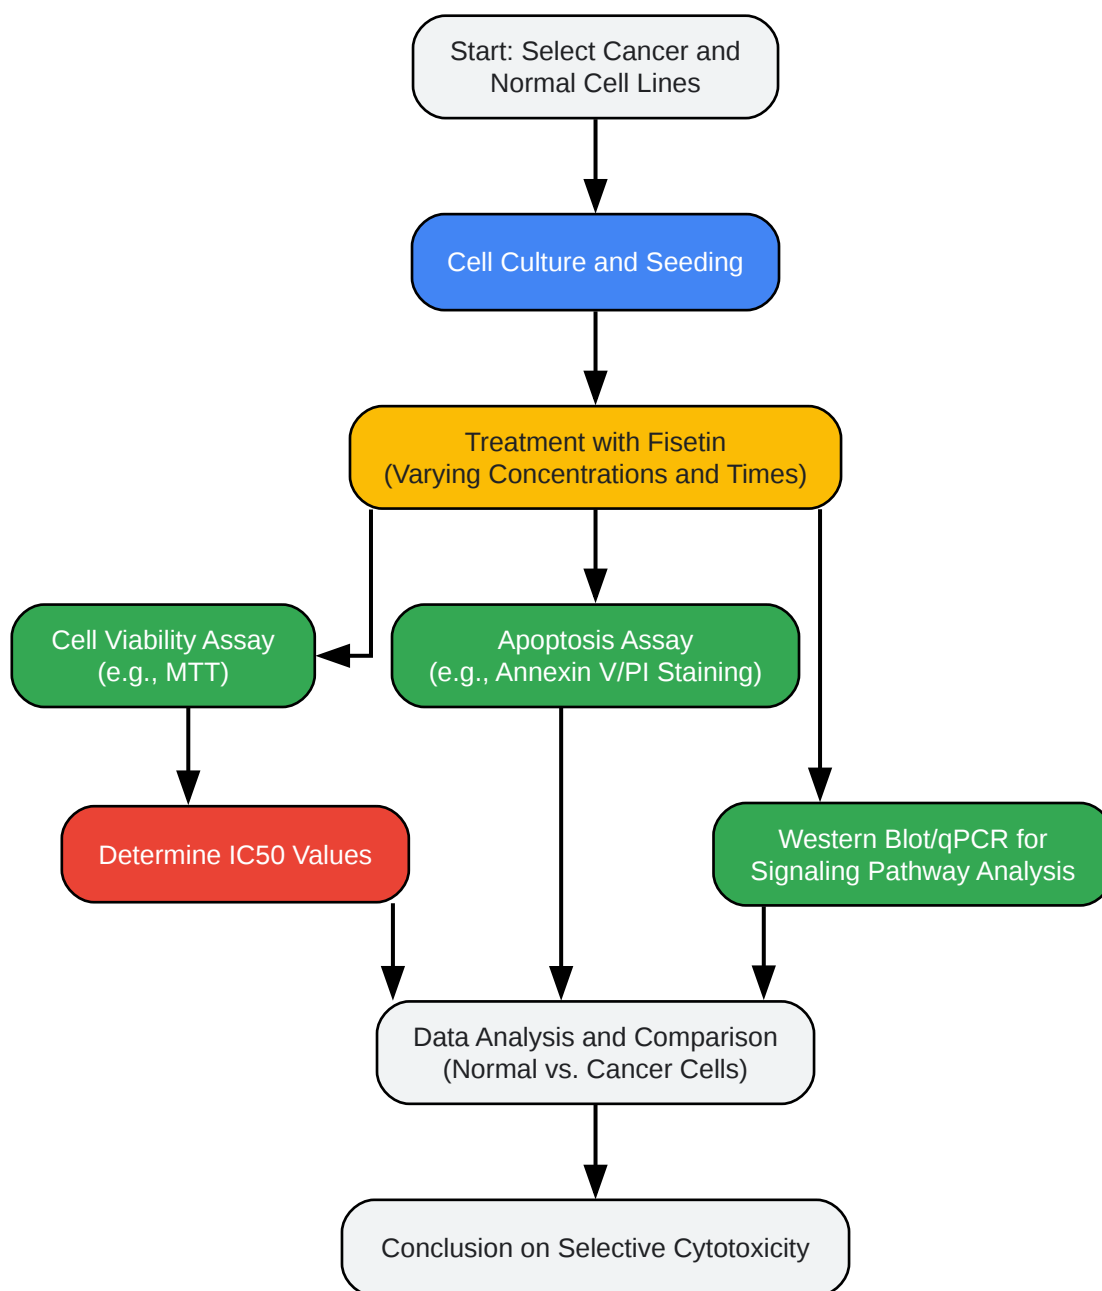 Start: Select Cancer and
Normal Cell Lines
Cell Culture and Seeding
Treatment with Fisetin
(Varying Concentrations and Times)
Cell Viability Assay
(e.g., MTT)
Apoptosis Assay
(e.g., Annexin V/PI Staining)
Determine IC50 Values
Western Blot/qPCR for
Signaling Pathway Analysis
Data Analysis and Comparison
(Normal vs. Cancer Cells)
Conclusion on Selective Cytotoxicity